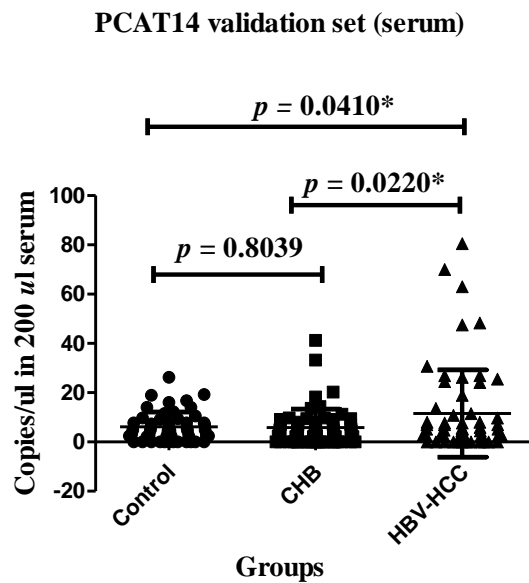 PCAT14 validation set (serum)
p = 0.0410*
p = 0.0220*
p = 0.8039
Copies/ul in 200 ul serum
100
80
60
40
20
0
-20
Control
CHB
HBV-HCC
Groups